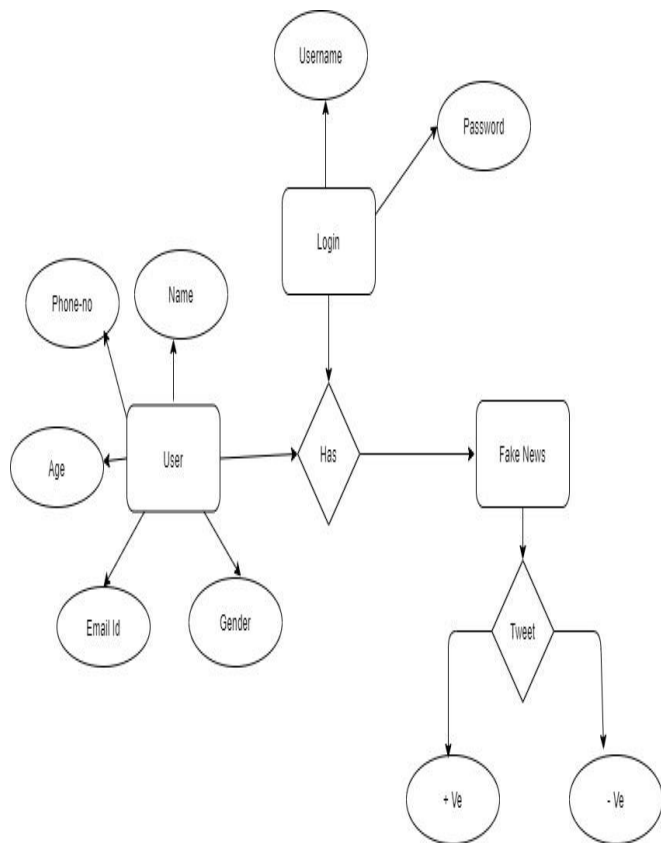 Username
Password
Login
Phone-no
Name
Age
User
Has
Fake News
Email Id
Gender
Tweet
+ Ve
- Ve